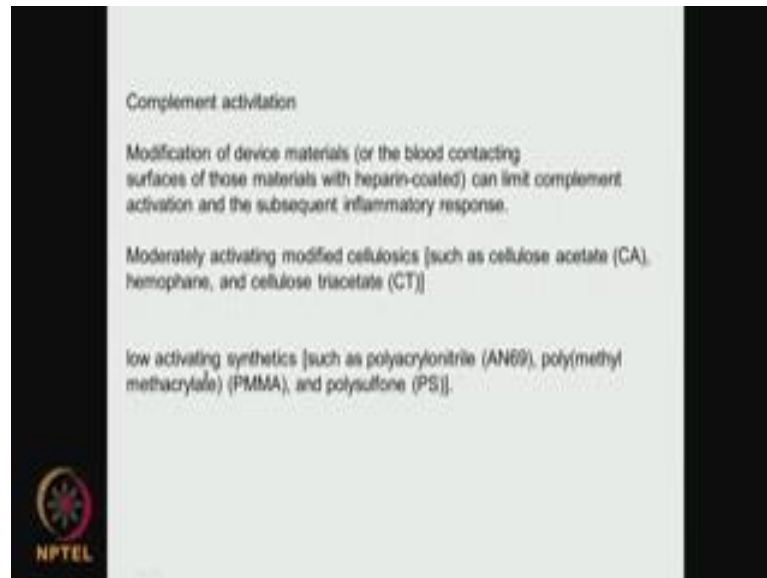 Complement activitation
Modification of device materials (or the blood contacting
surfaces of those materials with heparin-coated) can limit complement
activation and the subsequent inflammatory response.
Moderately activating modified cellulosics [such as cellulose acetate (CA),
hemophane, and cellulose triacetate (CT)]
low activating synthetics [such as polyacrylonitrile (AN69), poly(methyl
methacrylate) (PMMA), and polysulfone (PS)].
NPTEL